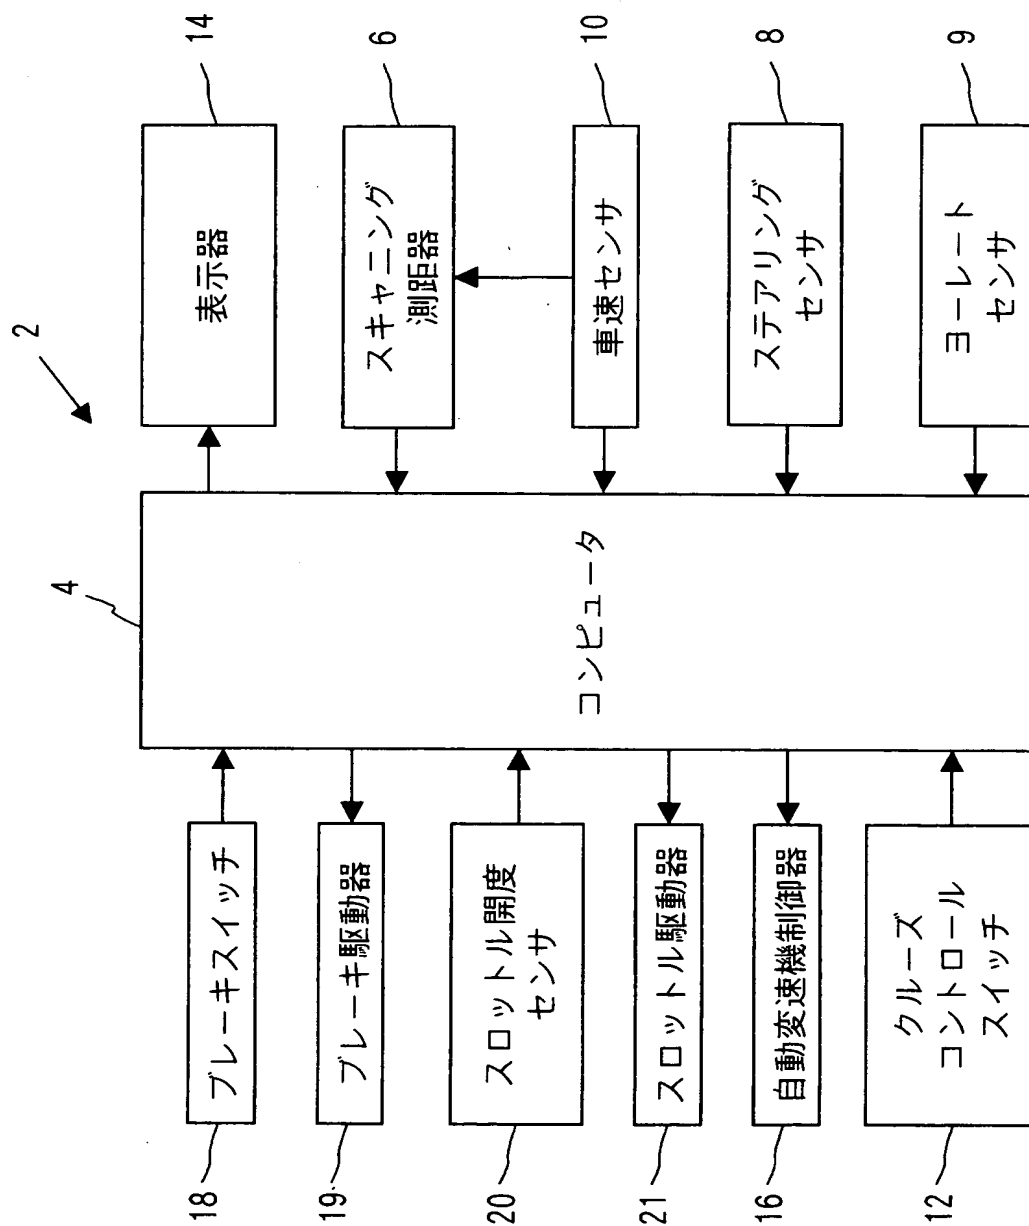 2
4
ブレーキスイッチ
18
ブレーキ駆動器
19
スロットル開度
センサ
20
スロットル駆動器
21
自動変速機制御器
16
クルーズ
コントロール
スイッチ
12
コンピュータ
表示器
14
スキャニング
測距器
6
車速センサ
10
ステアリング
センサ
8
ヨーレート
センサ
9